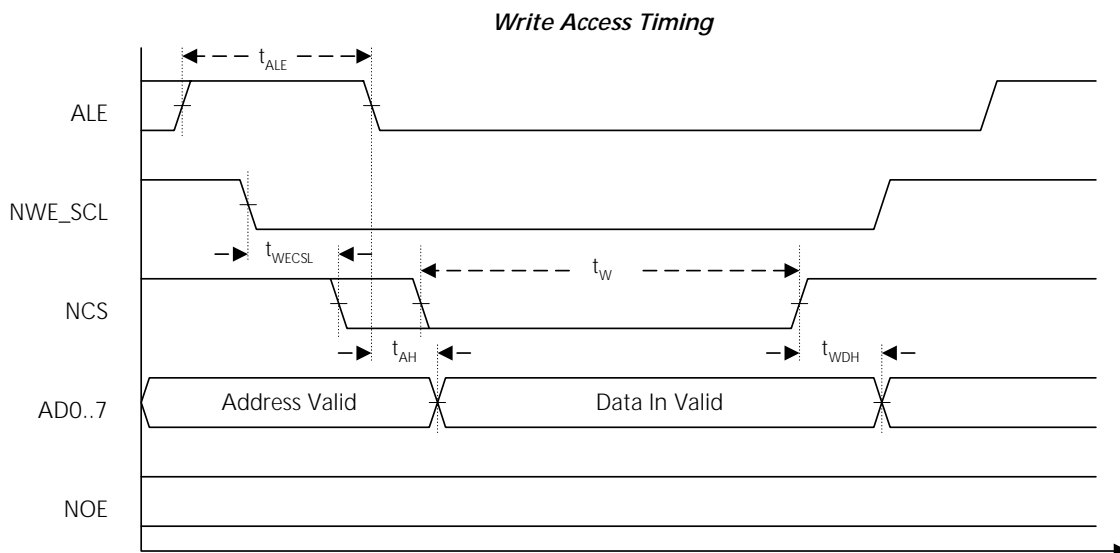 Write Access Timing
tALE
ALE
NWE_SCL
tWECSL
tW
NCS
tAH
tWDH
AD0..7
Address Valid
Data In Valid
NOE